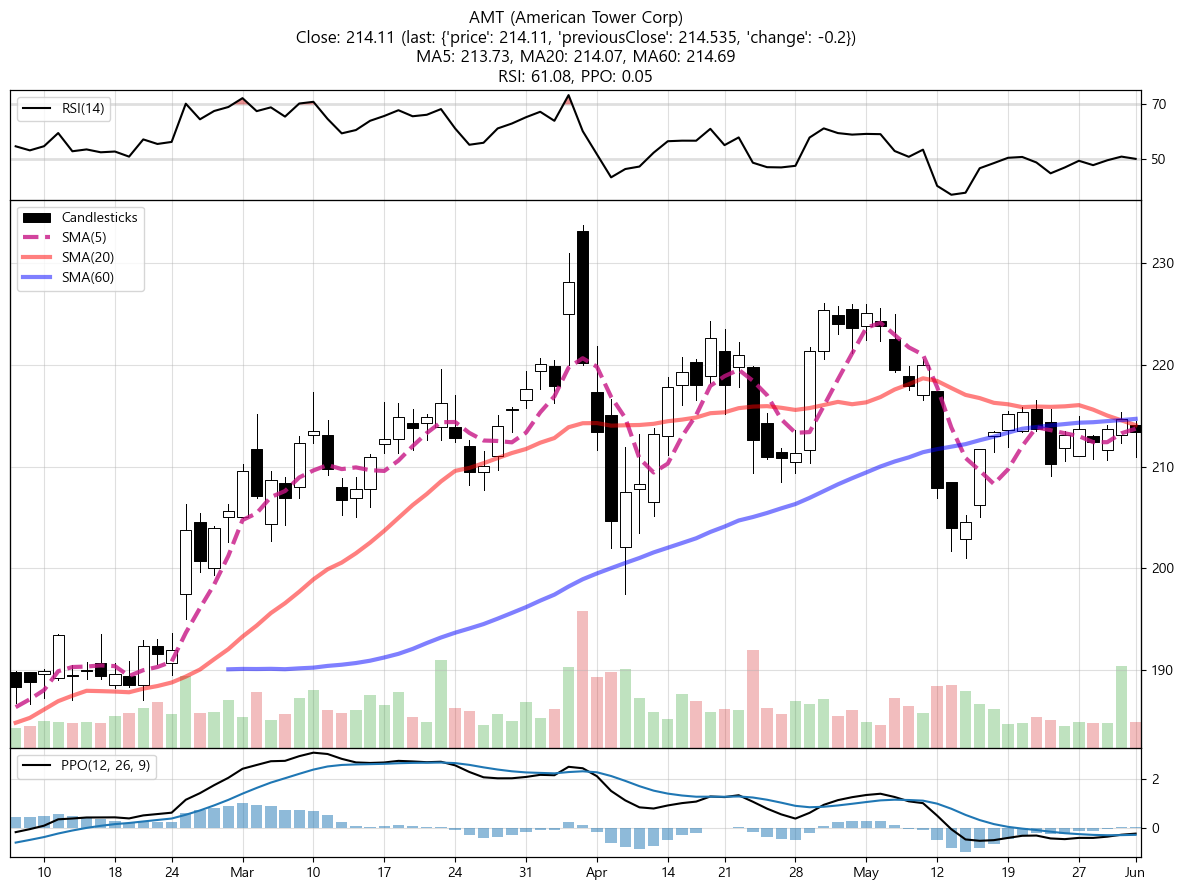 AMT (American Tower Corp)
Close: 214.11 (last: {'price': 214.11, 'previousClose': 214.535, 'change': -0.2})
MA5: 213.73, MA20: 214.07, MA60: 214.69
RSI: 61.08, PPO: 0.05
RSI(14)
70
50
Candlesticks
SMA(5)
SMA(20)
SMA(60)
230
220
210
200
190
PPO(12, 26, 9)
2
0
10 18 24 Mar 10 17 24 31 Apr 14 21 28 May 12 19 27 Jun